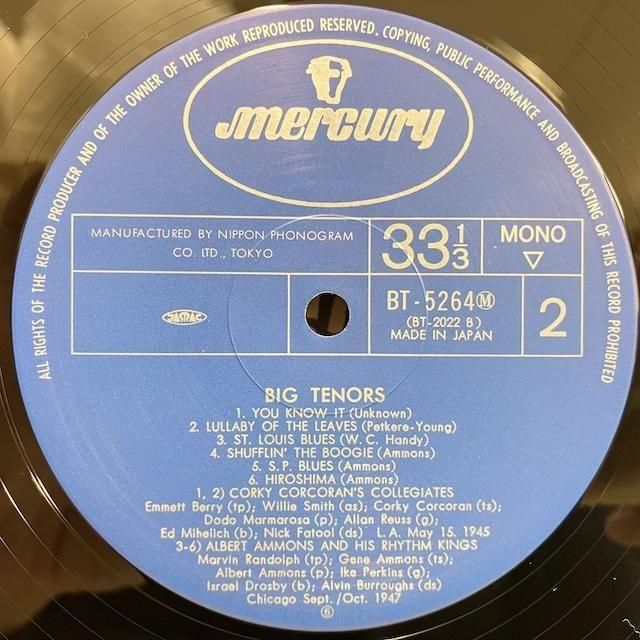 ALL RIGHTS OF THE RECORD PRODUCER AND OF THE OWNER OF THE WORK REPRODUCED RESERVED. COPYING, PUBLIC PERFORMANCE AND BROADCASTING OF THIS RECORD PROHIBITED
mercury
MANUFACTURED BY NIPPON PHONOGRAM
CO. LTD., TOKYO
33 1/3
MONO
▽
JASRAC
BT-5264Ⓜ
(BT-2022 B)
MADE IN JAPAN
2
BIG TENORS
1. YOU KNOW IT (Unknown)
2. LULLABY OF THE LEAVES (Petkere-Young)
3. ST. LOUIS BLUES (W. C. Handy)
4. SHUFFLIN' THE BOOGIE (Ammons)
5. S.P. BLUES (Ammons)
6. HIROSHIMA (Ammons)
1, 2) CORKY CORCORAN'S COLLEGIATES
Emmett Berry (tp); Willie Smith (as); Corky Corcoran (ts);
Dodo Marmarosa (p); Allan Reuss (g);
Ed Mihelich (b); Nick Fatool (ds) L.A. May 15. 1945
3-6) ALBERT AMMONS AND HIS RHYTHM KINGS
Marvin Randolph (tp); Gene Ammons (ts);
Albert Ammons (p); Ike Perkins (g);
Israel Drosby (b); Alvin Burroughs (ds)
Chicago Sept./Oct. 1947
⑥